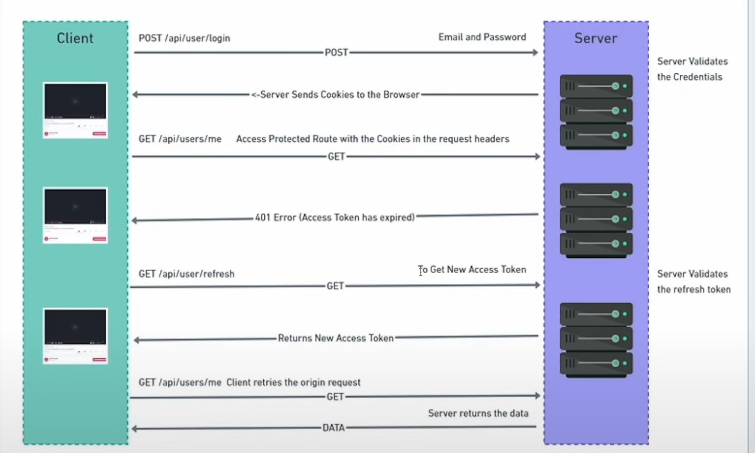 Client
Server
POST /api/user/login
Email and Password
POST
Server Validates
the Credentials
<-Server Sends Cookies to the Browser
GET /api/users/me Access Protected Route with the Cookies in the request headers
GET
401 Error (Access Token has expired)
GET /api/user/refresh
To Get New Access Token
GET
Server Validates
the refresh token
Returns New Access Token
GET /api/users/me Client retries the origin request
GET
Server returns the data
DATA